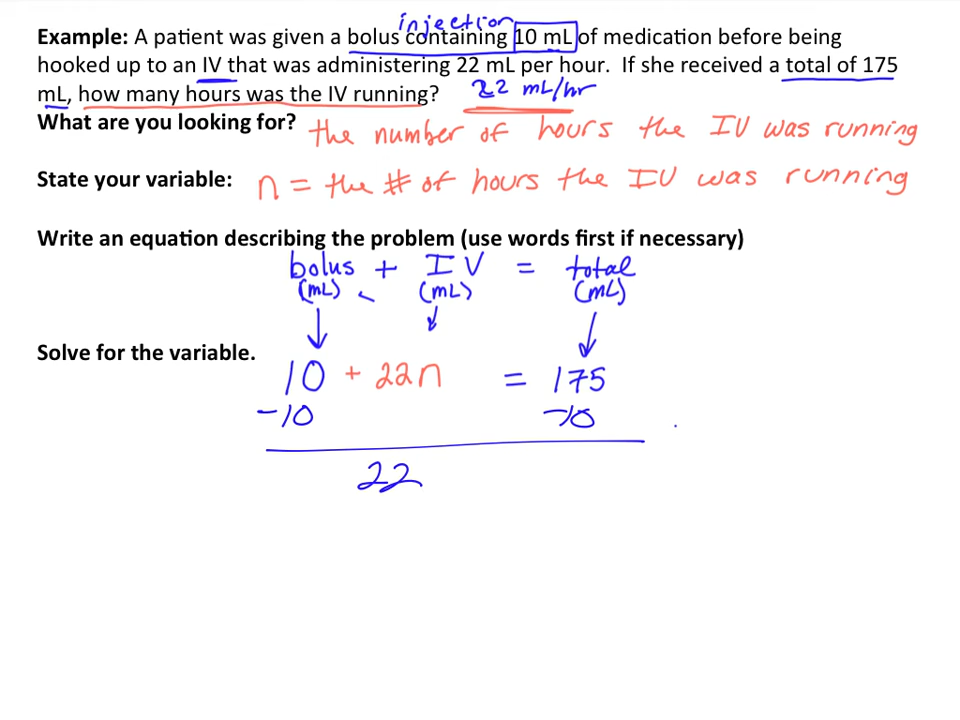 injection
Example: A patient was given a bolus containing 10 mL of medication before being
hooked up to an IV that was administering 22 mL per hour. If she received a total of 175
mL, how many hours was the IV running? 22 mL/hr
What are you looking for? the number of hours the IV was running
State your variable: n = the # of hours the IV was running
Write an equation describing the problem (use words first if necessary)
bolus + IV = total
(mL) (mL) (mL)
Solve for the variable.
10 + 22n = 175
-10 -10
22